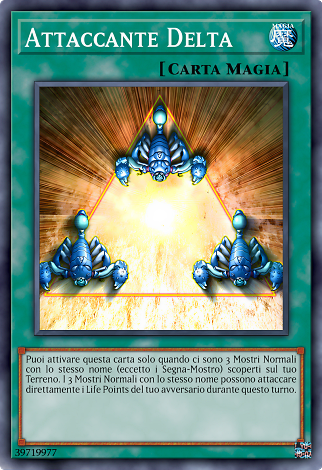 Attaccante Delta
MAGIA
[Carta Magia]
Puoi attivare questa carta solo quando ci sono 3 Mostri Normali
con lo stesso nome (eccetto i Segna-Mostro) scoperti sul tuo
Terreno. I 3 Mostri Normali con lo stesso nome possono attaccare
direttamente i Life Points del tuo avversario durante questo turno.
39719977